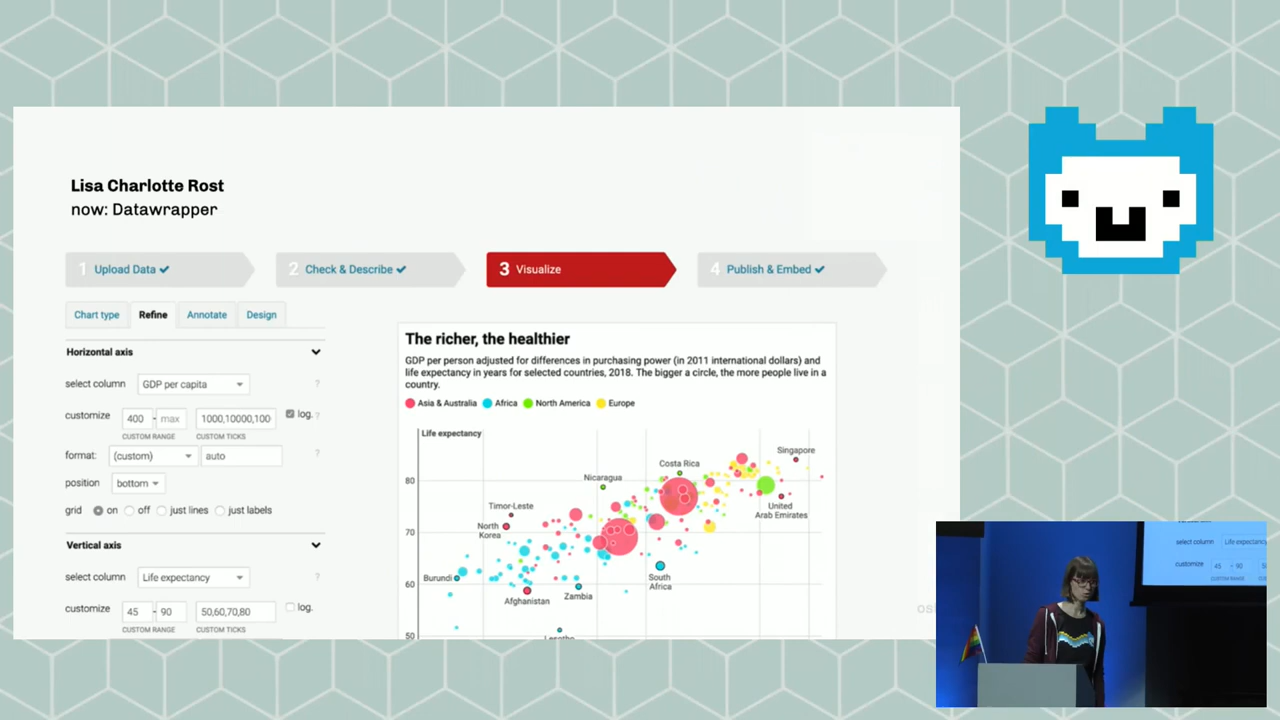 Lisa Charlotte Rost
now: Datawrapper
1 Upload Data
2 Check & Describe
3 Visualize
4 Publish & Embed
Chart type Refine Annotate Design
Horizontal axis
select column GDP per capita ?
customize 400 - max 1000,10000,100 log. ?
CUSTOM RANGE CUSTOM TICKS
format: (custom) auto ?
position bottom
grid on off just lines just labels
Vertical axis
select column Life expectancy ?
customize 45 - 90 50,60,70,80 log.
CUSTOM RANGE CUSTOM TICKS
The richer, the healthier
GDP per person adjusted for differences in purchasing power (in 2011 international dollars) and
life expectancy in years for selected countries, 2018. The bigger a circle, the more people live in a
country.
Asia & Australia Africa North America Europe
Life expectancy
Singapore
Costa Rica
80
Nicaragua
United
Arab Emirates
Timor-Leste
North
Korea
70
South
Africa
60
Burundi
Zambia
Afghanistan
50
Lesotho
select column Life expectancy
customize 45 - 90